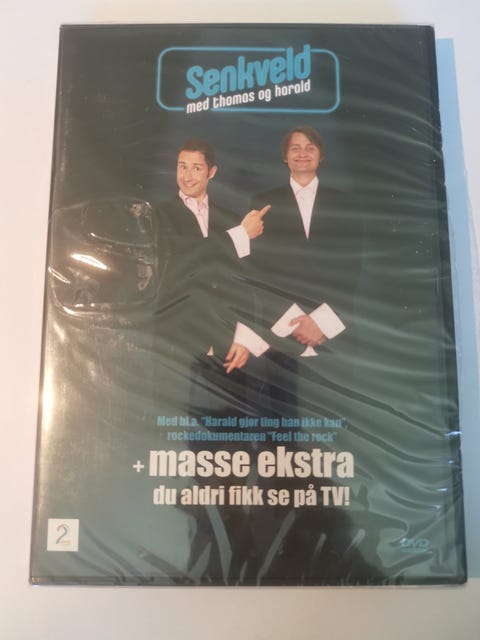 Senkveld
med thomas og harald
Med bl.a. "Harald gjør ting han ikke kan",
rockedokumentaren "Feel the rock"
+ masse ekstra
du aldri fikk se på TV!
2
DVD